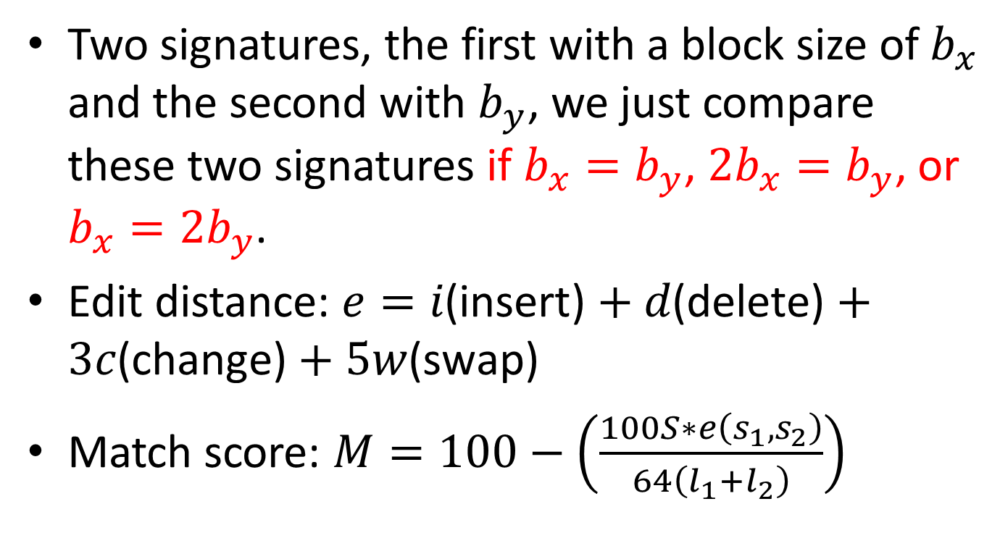 • Two signatures, the first with a block size of $b_x$
and the second with $b_y$, we just compare
these two signatures if $b_x = b_y$, $2b_x = b_y$, or
$b_x = 2b_y$.
• Edit distance: $e = i$(insert) + $d$(delete) +
$3c$(change) + $5w$(swap)
• Match score: $M = 100 - \left(\frac{100S*e(s_1,s_2)}{64(l_1+l_2)}\right)$